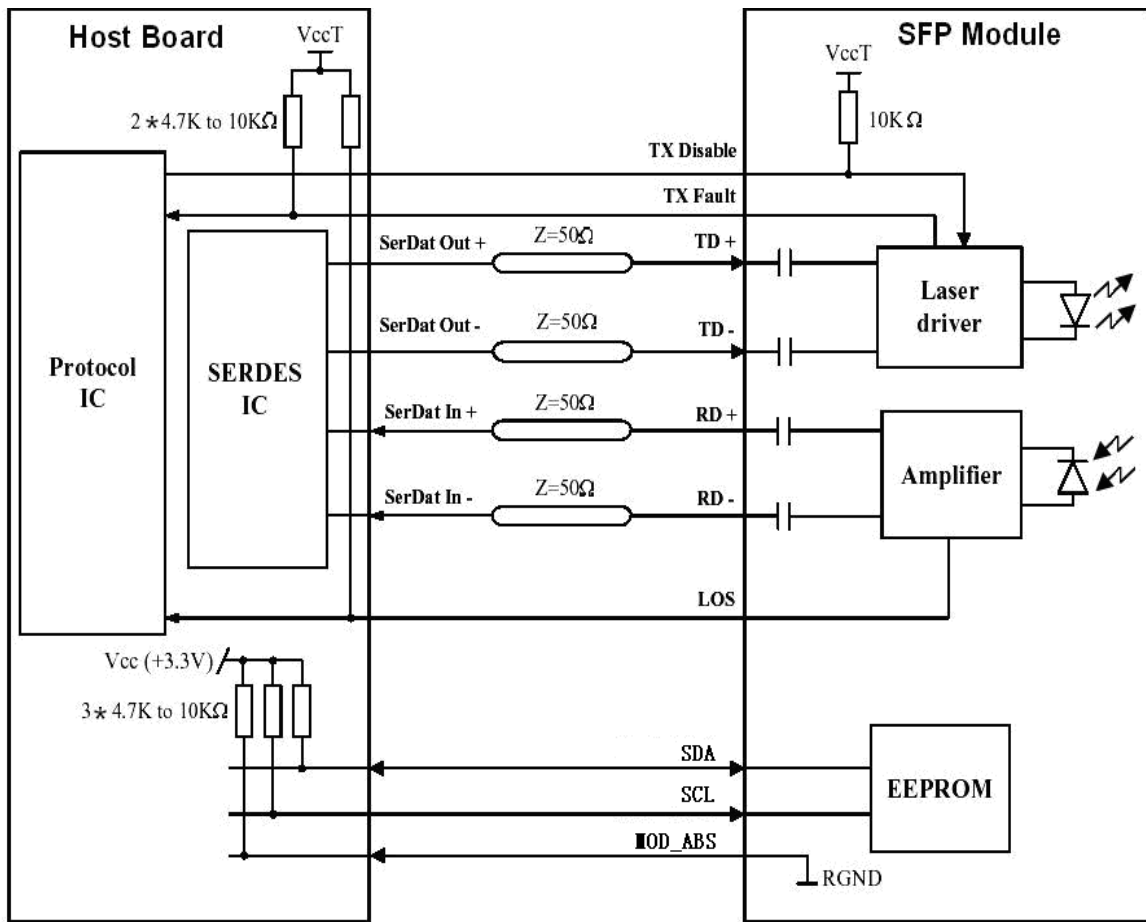 Host Board
SFP Module
VccT
VccT
2*4.7K to 10KΩ
10KΩ
TX Disable
TX Fault
SerDat Out +
Z=50Ω
TD +
SerDat Out -
Z=50Ω
TD -
Laser
driver
Protocol
IC
SERDES
IC
SerDat In +
Z=50Ω
RD +
SerDat In -
Z=50Ω
RD -
Amplifier
LOS
Vcc (+3.3V)
3*4.7K to 10KΩ
SDA
SCL
EEPROM
MOD_ABS
RGND